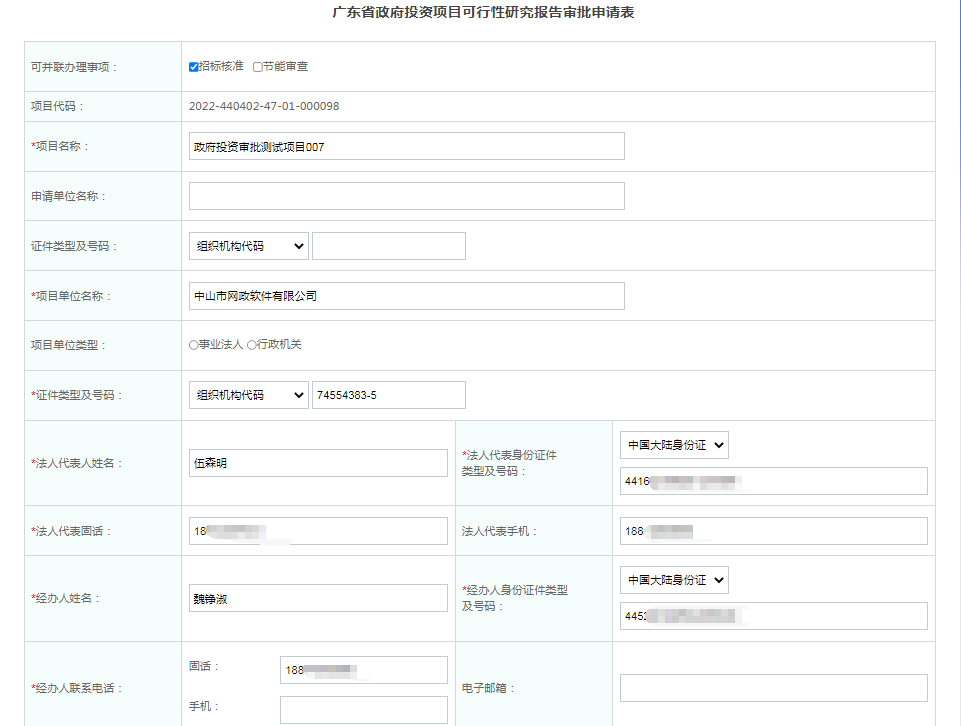 广东省政府投资项目可行性研究报告审批申请表
可并联办理事项：
招标核准 节能审查
项目代码：
2022-440402-47-01-000098
*项目名称：
政府投资审批测试项目007
申请单位名称：
证件类型及号码：
组织机构代码
*项目单位名称：
中山市网政软件有限公司
项目单位类型：
事业法人 行政机关
*证件类型及号码：
组织机构代码 74554383-5
*法人代表人姓名：
伍森明
*法人代表身份证件
类型及号码：
中国大陆身份证
4416
*法人代表固话：
18
法人代表手机：
188
*经办人姓名：
魏铮淑
*经办人身份证件类型
及号码：
中国大陆身份证
445
*经办人联系电话：
固话：
188
手机：
电子邮箱：